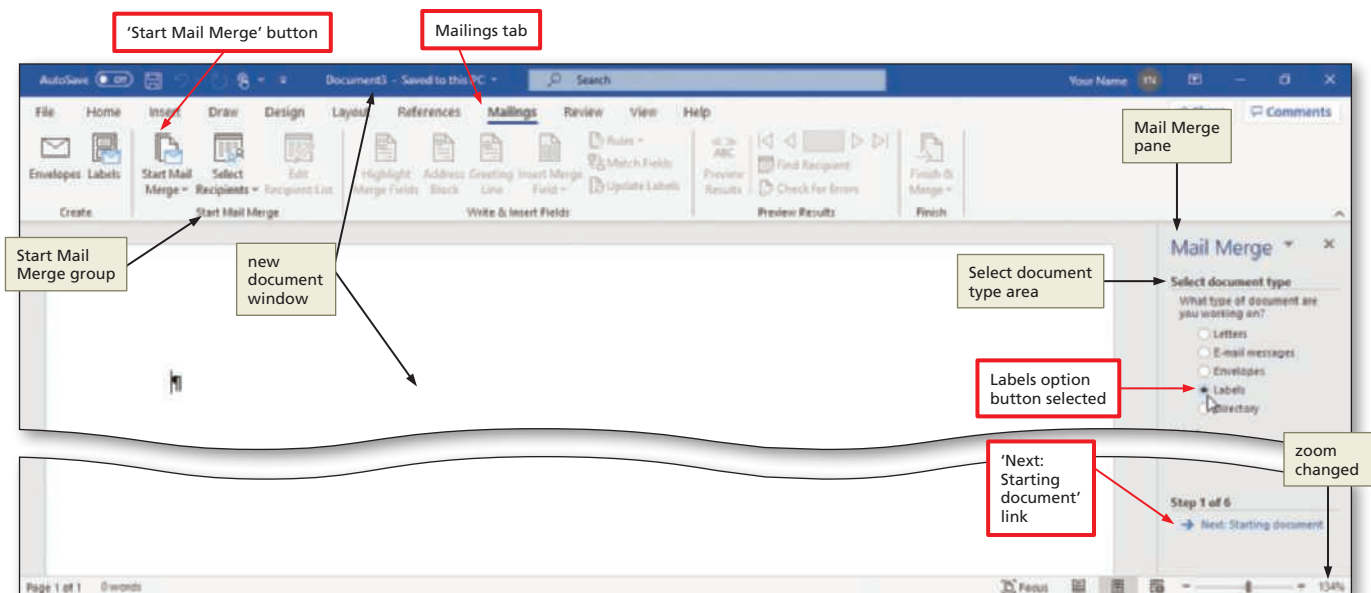 'Start Mail Merge' button
Mailings tab
AutoSave Off
Document3 - Saved to this PC
Search
Your Name YN
File Home Insert Draw Design Layout References Mailings Review View Help
Share Comments
Envelopes Labels
Create
Start Mail
Merge
Select
Recipients
Edit
Recipient List
Start Mail Merge
Highlight
Merge Fields
Address
Block
Greeting
Line
Insert Merge
Field
Rules
Match Fields
Update Labels
Write & Insert Fields
ABC
Preview
Results
Find Recipient
Check for Errors
Preview Results
Finish &
Merge
Finish
Mail Merge
pane
Start Mail
Merge group
new
document
window
Select document
type area
Mail Merge
Select document type
What type of document are
you working on?
Letters
E-mail messages
Envelopes
Labels
Directory
Labels option
button selected
¶
'Next:
Starting
document'
link
zoom
changed
Step 1 of 6
Next: Starting document
Page 1 of 1 0 words
Focus
134%